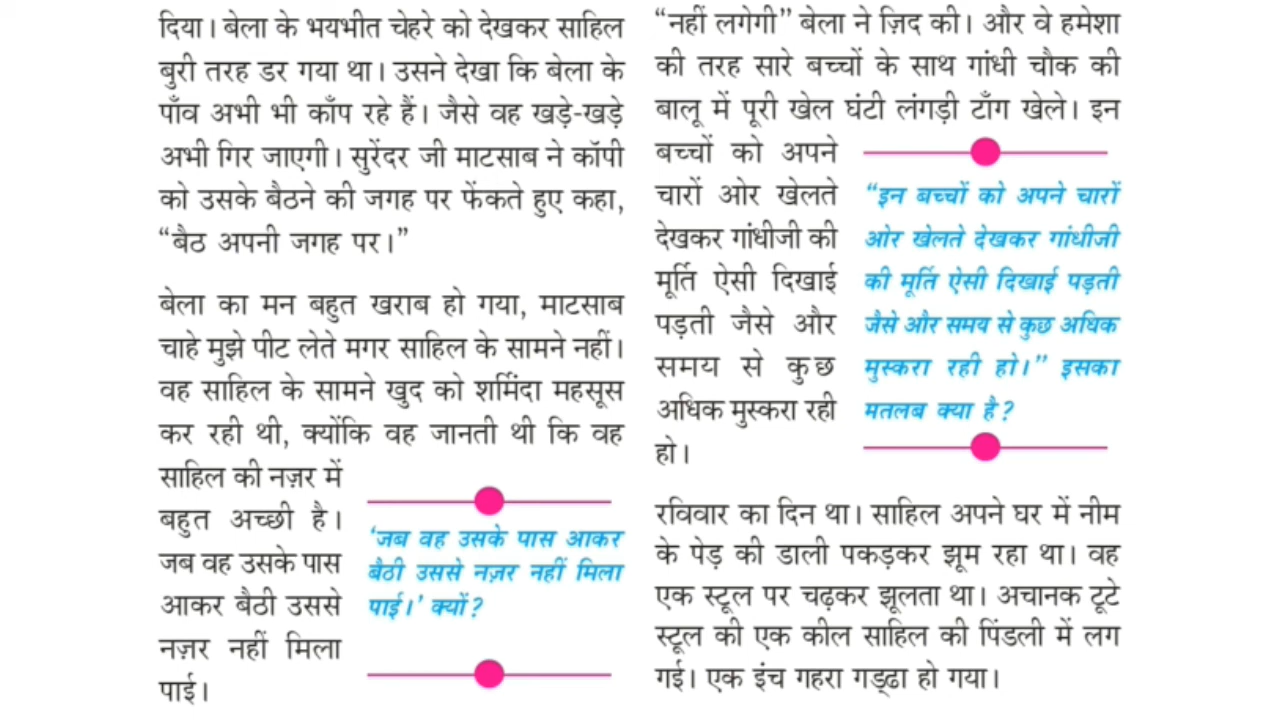 दिया। बेला के भयभीत चेहरे को देखकर साहिल
बुरी तरह डर गया था। उसने देखा कि बेला के
पाँव अभी भी काँप रहे हैं। जैसे वह खड़े-खड़े
अभी गिर जाएगी। सुरेंदर जी माटसाब ने कॉपी
को उसके बैठने की जगह पर फेंकते हुए कहा,
“बैठ अपनी जगह पर।”
बेला का मन बहुत खराब हो गया, माटसाब
चाहे मुझे पीट लेते मगर साहिल के सामने नहीं।
वह साहिल के सामने खुद को शर्मिंदा महसूस
कर रही थी, क्योंकि वह जानती थी कि वह
साहिल की नज़र में
बहुत अच्छी है।
जब वह उसके पास
आकर बैठी उससे
नज़र नहीं मिला
पाई।
‘जब वह उसके पास आकर
बैठी उससे नज़र नहीं मिला
पाई।’ क्यों?
“नहीं लगेगी” बेला ने ज़िद की। और वे हमेशा
की तरह सारे बच्चों के साथ गांधी चौक की
बालू में पूरी खेल घंटी लंगड़ी टाँग खेले। इन
बच्चों को अपने
चारों ओर खेलते
देखकर गांधीजी की
मूर्ति ऐसी दिखाई
पड़ती जैसे और
समय से कुछ
अधिक मुस्करा रही
हो।
“इन बच्चों को अपने चारों
ओर खेलते देखकर गांधीजी
की मूर्ति ऐसी दिखाई पड़ती
जैसे और समय से कुछ अधिक
मुस्करा रही हो।” इसका
मतलब क्या है?
रविवार का दिन था। साहिल अपने घर में नीम
के पेड़ की डाली पकड़कर झूम रहा था। वह
एक स्टूल पर चढ़कर झूलता था। अचानक टूटे
स्टूल की एक कील साहिल की पिंडली में लग
गई। एक इंच गहरा गड्ढा हो गया।